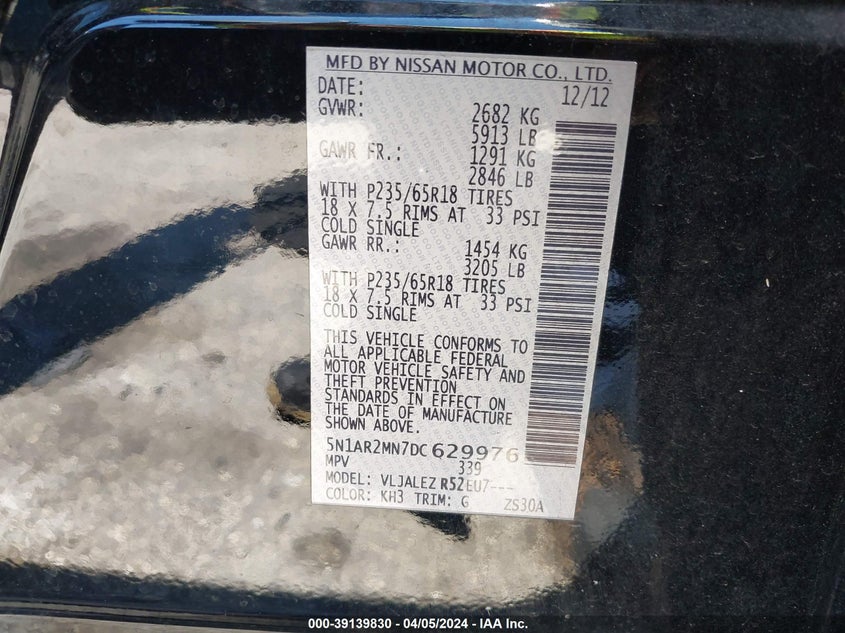 MFD BY NISSAN MOTOR CO., LTD.
DATE: 12/12
GVWR: 2682 KG
5913 LB
GAWR FR.: 1291 KG
2846 LB
WITH P235/65R18 TIRES
18 X 7.5 RIMS AT 33 PSI
COLD SINGLE
GAWR RR.: 1454 KG
3205 LB
WITH P235/65R18 TIRES
18 X 7.5 RIMS AT 33 PSI
COLD SINGLE
THIS VEHICLE CONFORMS TO
ALL APPLICABLE FEDERAL
MOTOR VEHICLE SAFETY AND
THEFT PREVENTION
STANDARDS IN EFFECT ON
THE DATE OF MANUFACTURE
SHOWN ABOVE.
5N1AR2MN7DC629976
MPV 339
MODEL: VLJALEZ R52EU7---
COLOR: KH3 TRIM: G ZS30A
000-39139830 - 04/05/2024 - IAA Inc.